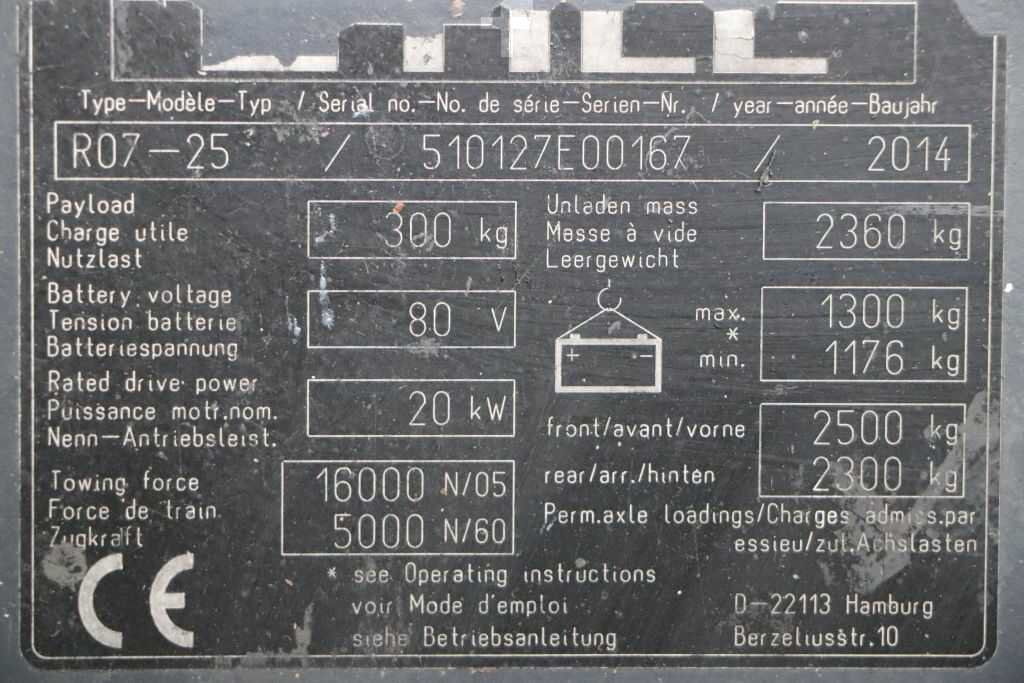 Type-Modèle-Typ / Serial no.-No. de série-Serien-Nr. / year-année-Baujahr
R07-25 / 510127E00167 / 2014
Payload
Charge utile
Nutzlast
300 kg
Unladen mass
Masse à vide
Leergewicht
2360 kg
Battery voltage
Tension batterie
Batteriespannung
80 V
+ -
max.
*
min.
1300 kg
1176 kg
Rated drive power
Puissance motr.nom.
Nenn-Antriebsleist.
20 kW
front/avant/vorne
2500 kg
rear/arr./hinten
2300 kg
Towing force
Force de train
Zugkraft
16000 N/05
5000 N/60
Perm.axle loadings/Charges admiss.par
essieu/zul.Achslasten
CE
* see Operating instructions
voir Mode d'emploi
siehe Betriebsanleitung
D-22113 Hamburg
Berzeliusstr.10